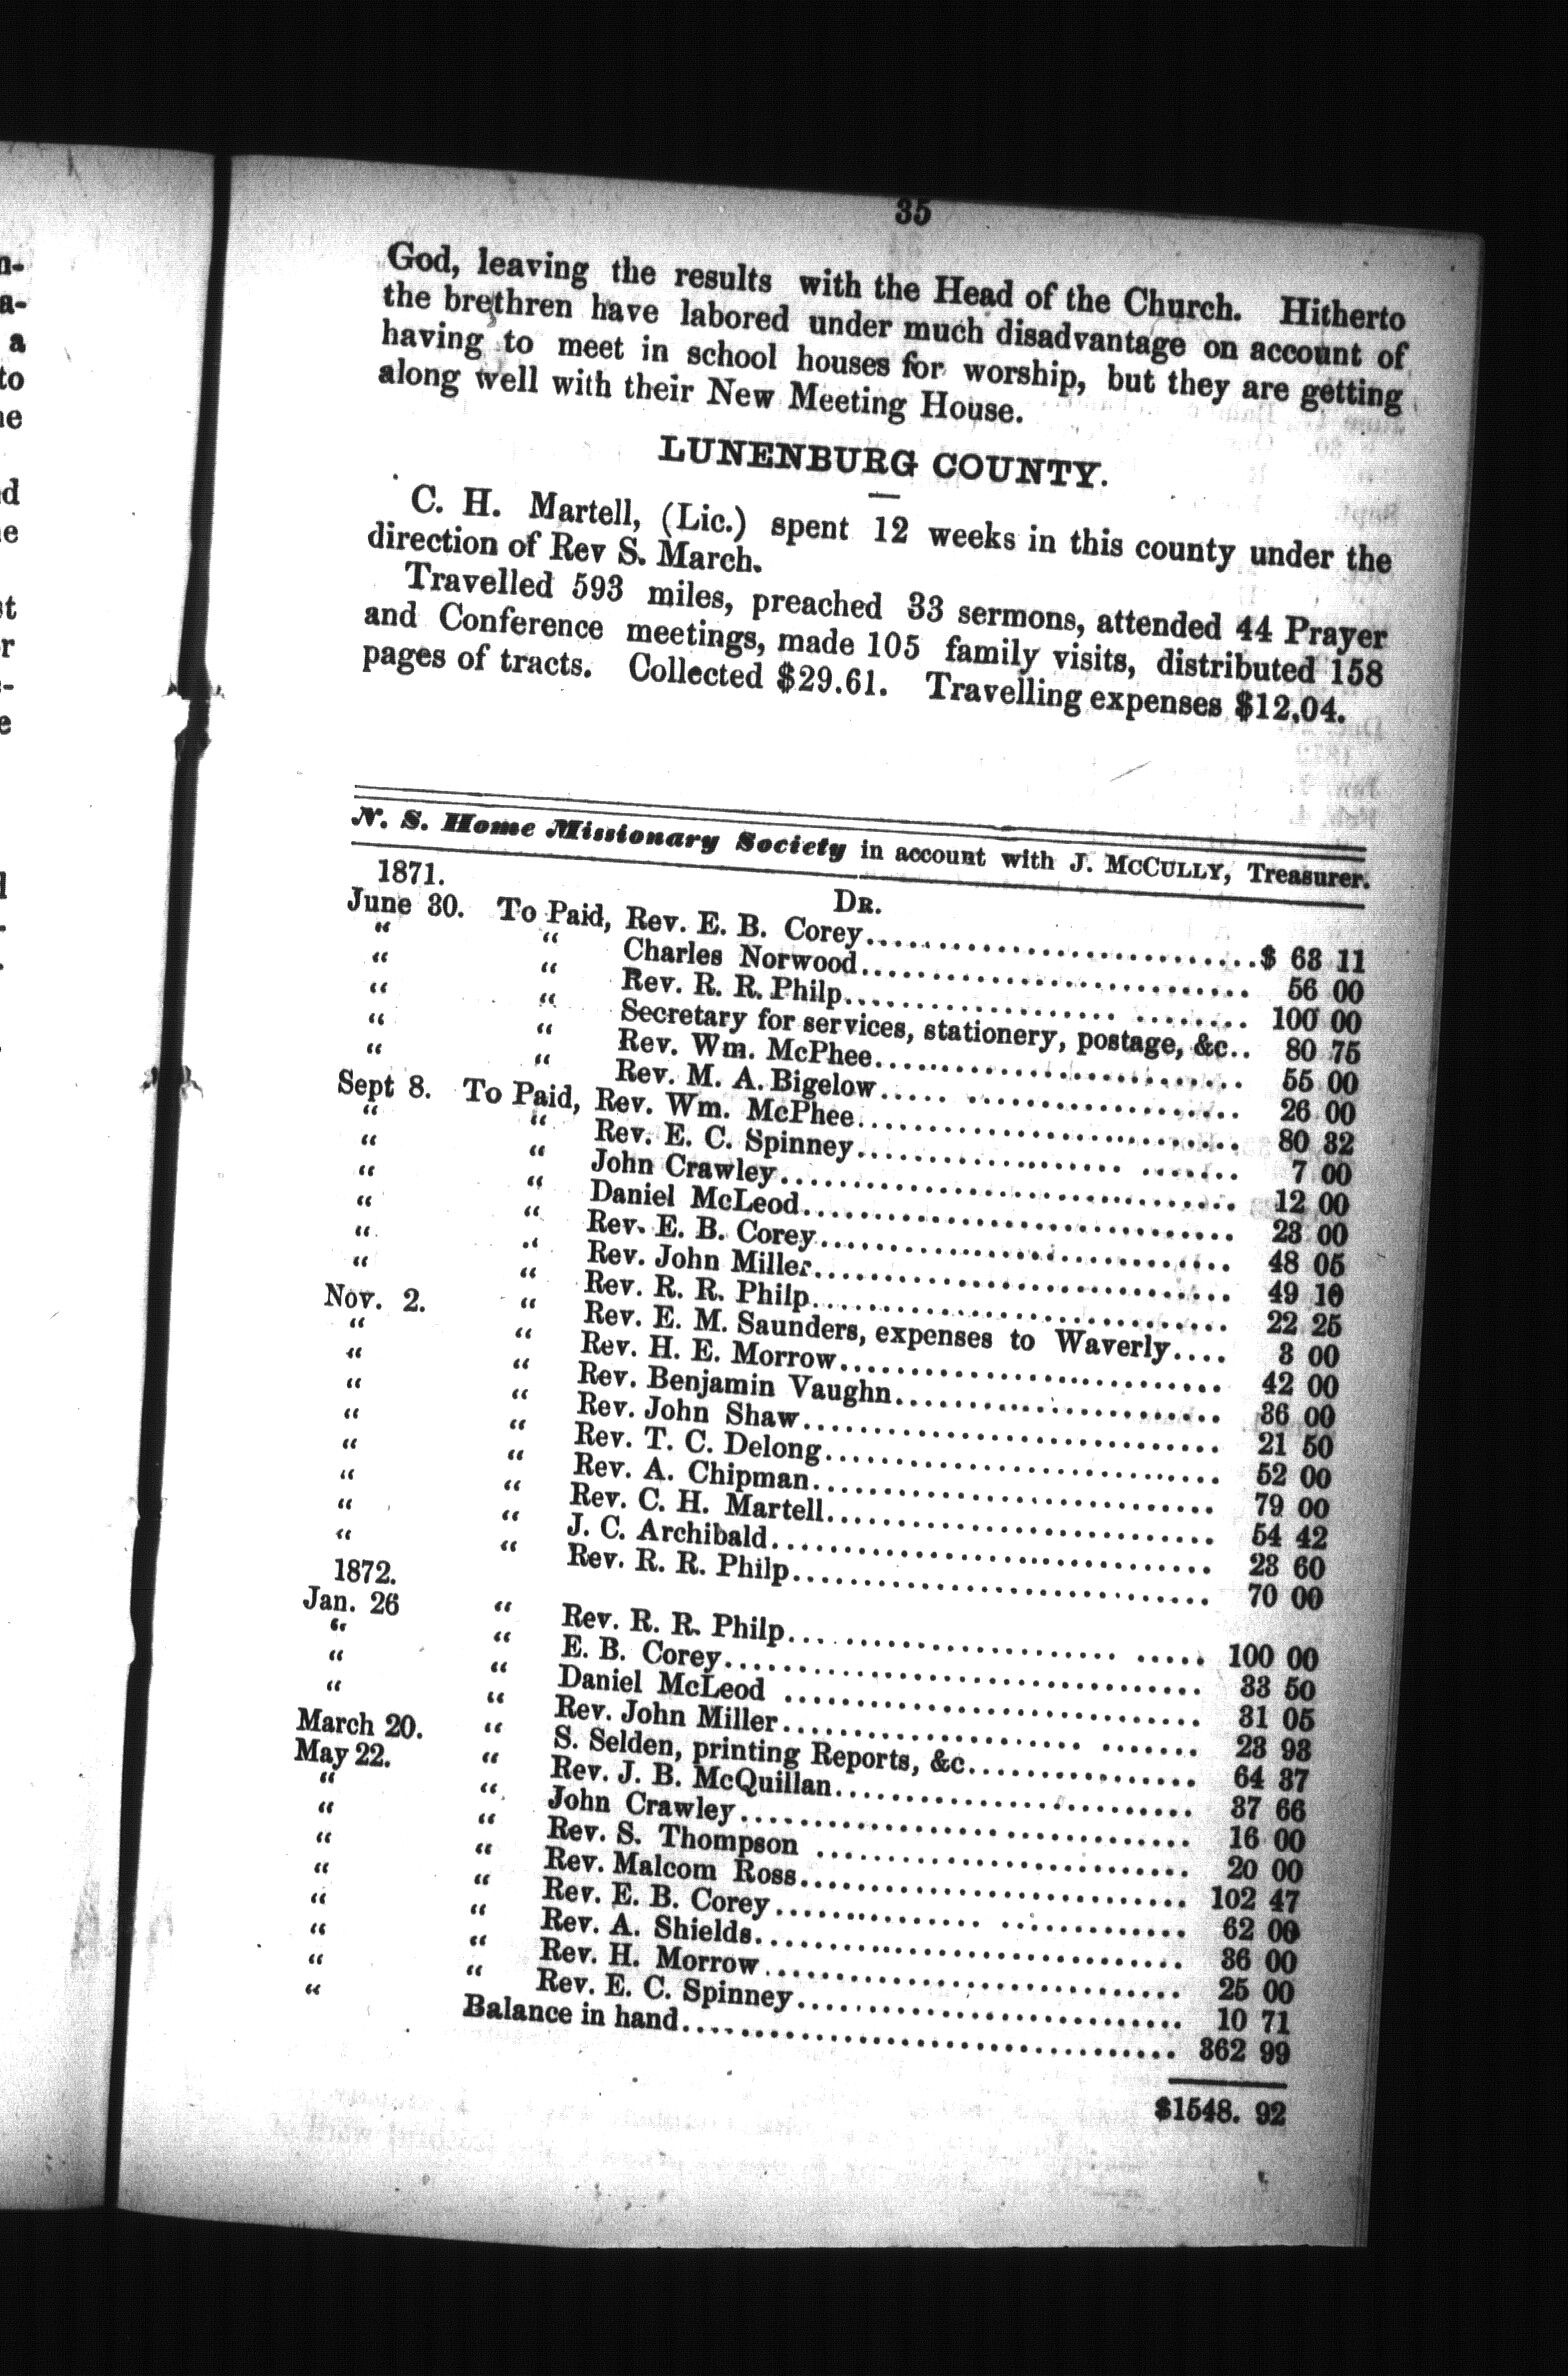 35
God, leaving the results with the Head of the Church. Hitherto
the brethren have labored under much disadvantage on account of
having to meet in school houses for worship, but they are getting
along well with their New Meeting House.
LUNENBURG COUNTY.
C. H. Martell, (Lic.) spent 12 weeks in this county under the
direction of Rev S. March.
Travelled 593 miles, preached 33 sermons, attended 44 Prayer
and Conference meetings, made 105 family visits, distributed 158
pages of tracts. Collected $29.61. Travelling expenses $12.04.
N. S. Home Missionary Society in account with J. McCULLY, Treasurer.
1871. DR.
June 30. To Paid, Rev. E. B. Corey........$ 63 11
" " Charles Norwood........ 56 00
" " Rev. R. R. Philp........ 100 00
" " Secretary for services, stationery, postage, &c.. 80 75
" " Rev. Wm. McPhee........ 55 00
" " Rev. M. A. Bigelow........ 26 00
Sept 8. To Paid, Rev. Wm. McPhee........ 80 32
" " Rev. E. C. Spinney........ 7 00
" " John Crawley........ 12 00
" " Daniel McLeod........ 23 00
" " Rev. E. B. Corey........ 48 05
" " Rev. John Miller........ 49 10
" " Rev. R. R. Philp........ 22 25
Nov. 2. " Rev. E. M. Saunders, expenses to Waverly.... 3 00
" " Rev. H. E. Morrow........ 42 00
" " Rev. Benjamin Vaughn........ 36 00
" " Rev. John Shaw........ 21 50
" " Rev. T. C. Delong........ 52 00
" " Rev. A. Chipman........ 79 00
" " Rev. C. H. Martell........ 54 42
" " J. C. Archibald........ 23 60
" " Rev. R. R. Philp........ 70 00
1872.
Jan. 26 " Rev. R. R. Philp........ 100 00
" " E. B. Corey........ 33 50
" " Daniel McLeod ........ 31 05
" " Rev. John Miller........ 23 93
March 20. " S. Selden, printing Reports, &c........ 64 37
May 22. " Rev. J. B. McQuillan........ 37 66
" " John Crawley........ 16 00
" " Rev. S. Thompson ........ 20 00
" " Rev. Malcom Ross........ 102 47
" " Rev. E. B. Corey........ 62 00
" " Rev. A. Shields........ 36 00
" " Rev. H. Morrow........ 25 00
" " Rev. E. C. Spinney........ 10 71
Balance in hand........ 362 99
$1548. 92